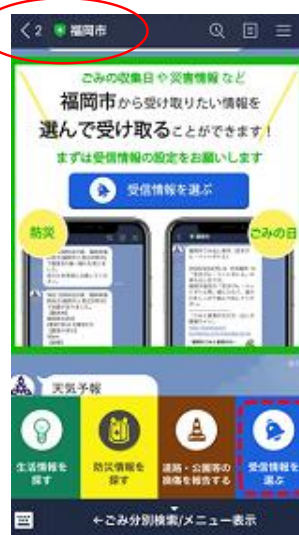 2 福岡市
ごみの収集日や災害情報など
福岡市から受け取りたい情報を
選んで受け取ることができます!
まずは受信情報の設定をお願いします
受信情報を選ぶ
防災
ごみの日
天気予報
生活情報を
探す
防災情報を
探す
道路・公園等の
損傷を報告する
受信情報を
選ぶ
←ごみ分別検索/メニュー表示